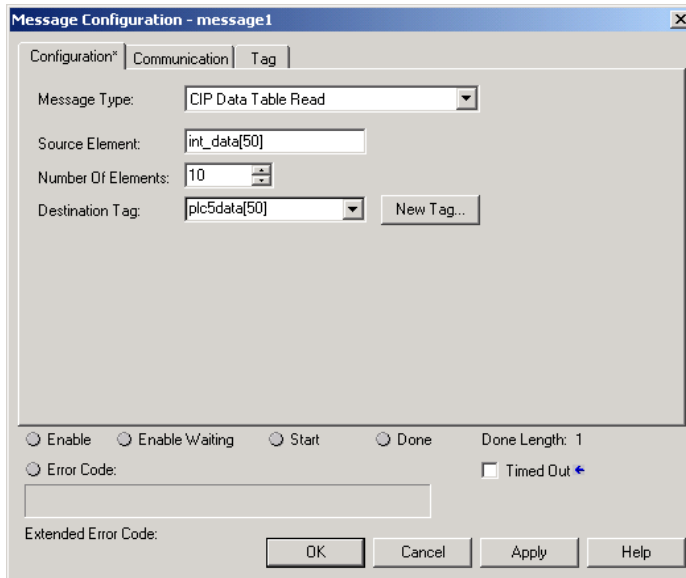 Message Configuration - message1
Configuration* Communication Tag
Message Type: CIP Data Table Read
Source Element: int_data[50]
Number Of Elements: 10
Destination Tag: plc5data[50] New Tag...
Enable Enable Waiting Start Done Done Length: 1
Error Code: Timed Out
Extended Error Code:
OK Cancel Apply Help